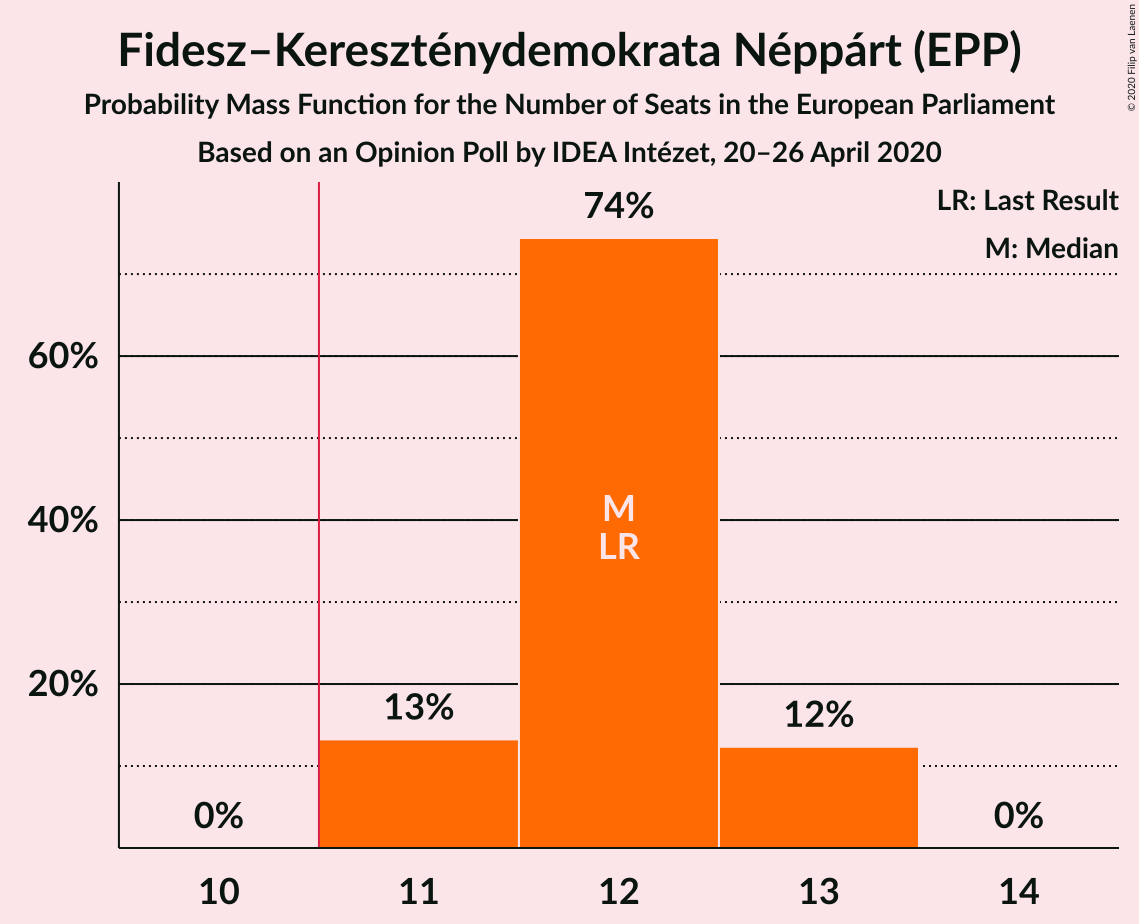 Fidesz–Kereszténydemokrata Néppárt (EPP)
Probability Mass Function for the Number of Seats in the European Parliament
Based on an Opinion Poll by IDEA Intézet, 20–26 April 2020
© 2020 Filip van Laenen
LR: Last Result
M: Median
74%
60%
40%
20%
M
LR
13%
12%
0%
0%
10
11
12
13
14